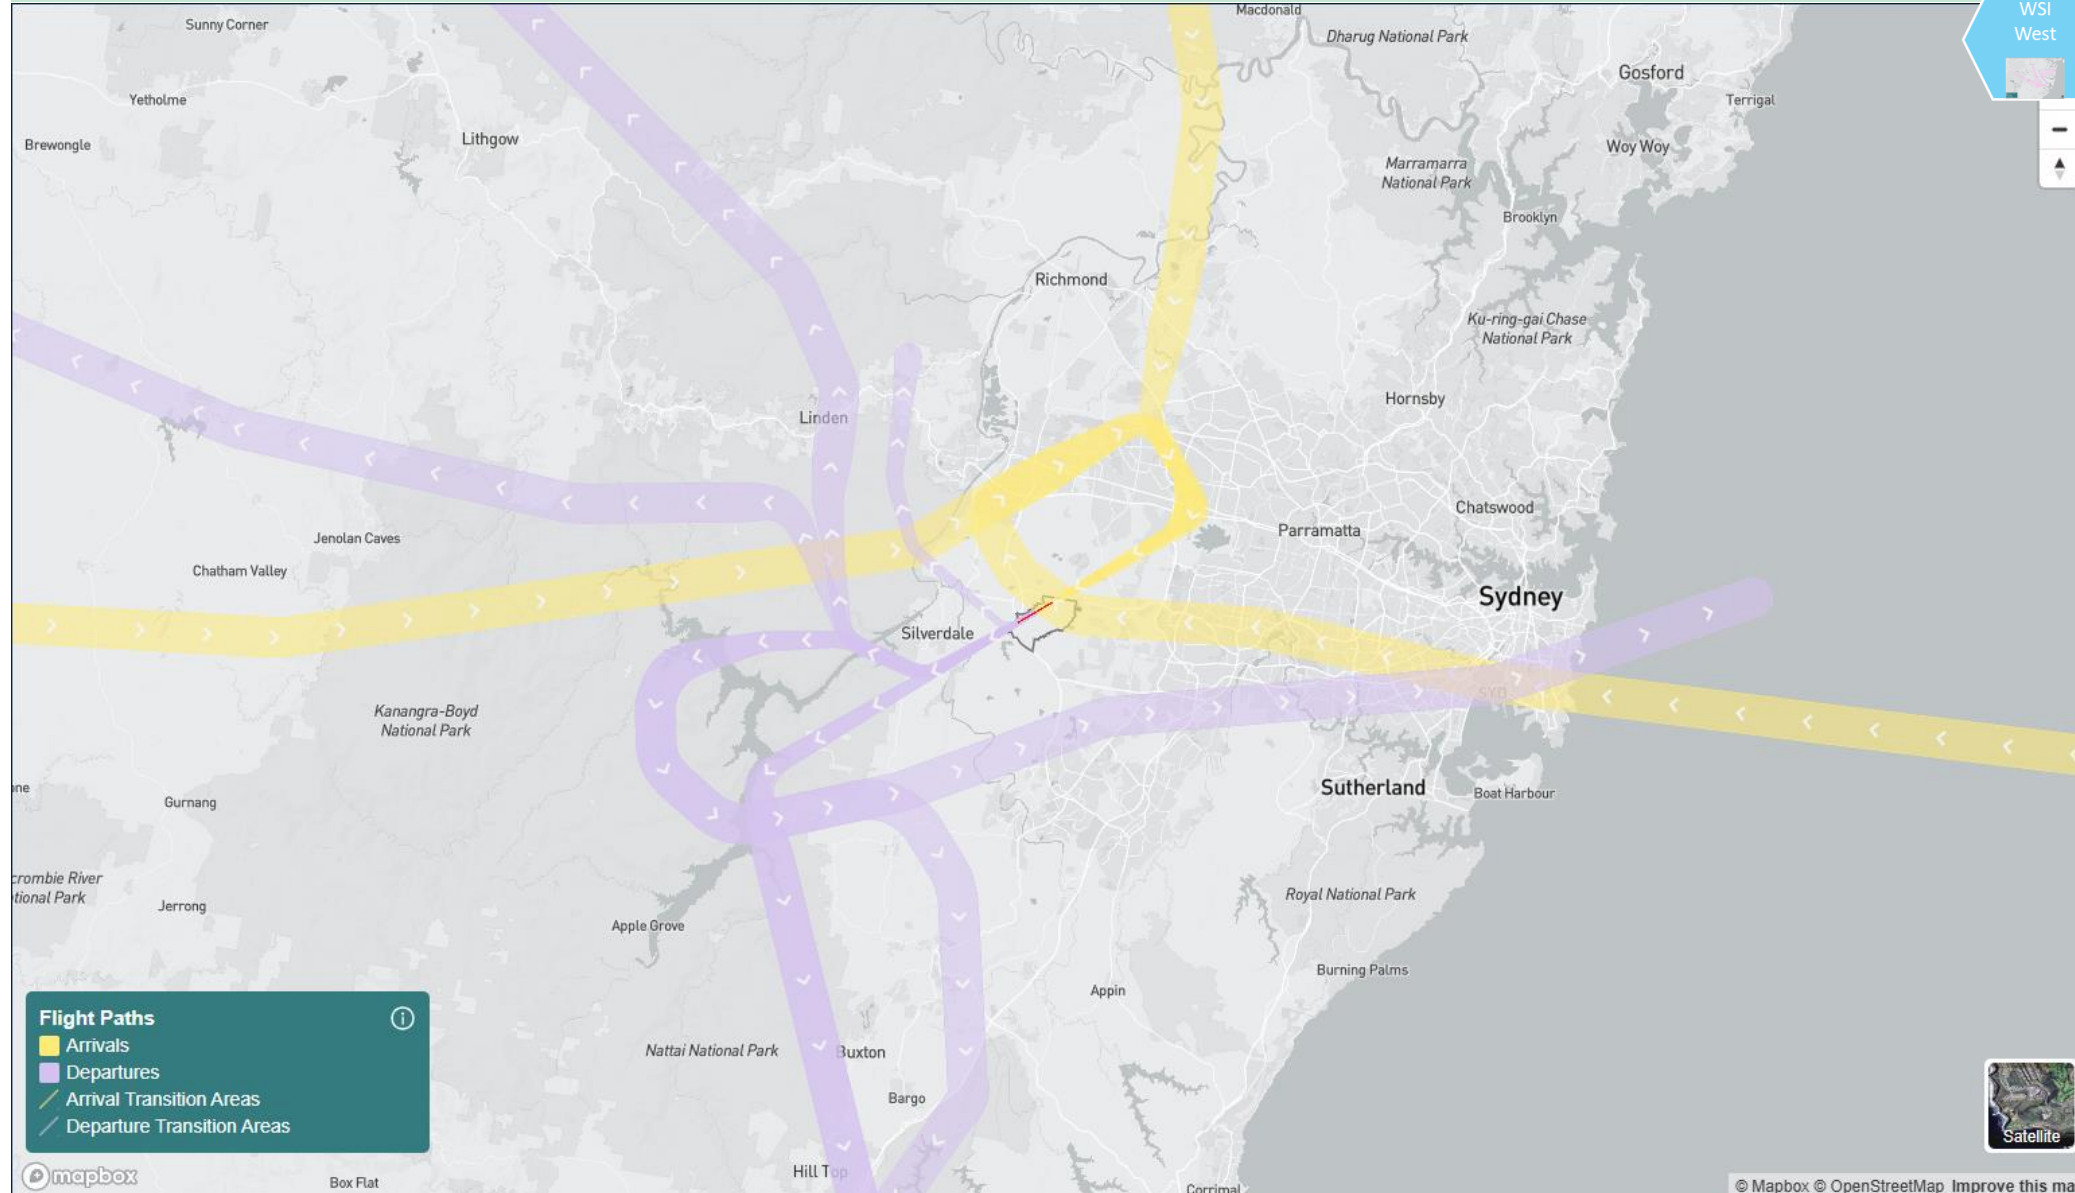 Macdonald
WSI
West
Sunny Corner
Dharug National Park
Gosford
Yetholme
Terrigal
Lithgow
Brewongle
Woy Woy
Marramarra
National Park
Brooklyn
Richmond
Ku-ring-gai Chase
National Park
Linden
Hornsby
Chatswood
Parramatta
Jenolan Caves
Chatham Valley
Sydney
Silverdale
SYD
Kanangra-Boyd
National Park
Sutherland
Boat Harbour
one
Gurnang
crombie River
tional Park
Royal National Park
Jerrong
Apple Grove
Burning Palms
Appin
Flight Paths
Arrivals
Departures
Arrival Transition Areas
Departure Transition Areas
Nattai National Park
Buxton
Bargo
Satellite
Hill Top
mapbox
Box Flat
Corrimal
© Mapbox © OpenStreetMap Improve this ma